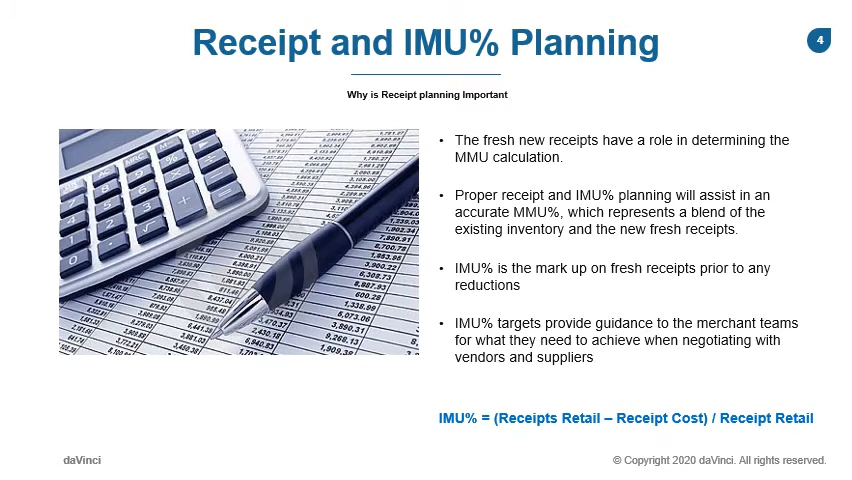 Receipt and IMU% Planning
4
Why is Receipt planning Important
• The fresh new receipts have a role in determining the
MMU calculation.
• Proper receipt and IMU% planning will assist in an
accurate MMU%, which represents a blend of the
existing inventory and the new fresh receipts.
• IMU% is the mark up on fresh receipts prior to any
reductions
• IMU% targets provide guidance to the merchant teams
for what they need to achieve when negotiating with
vendors and suppliers
IMU% = (Receipts Retail – Receipt Cost) / Receipt Retail
daVinci
© Copyright 2020 daVinci. All rights reserved.